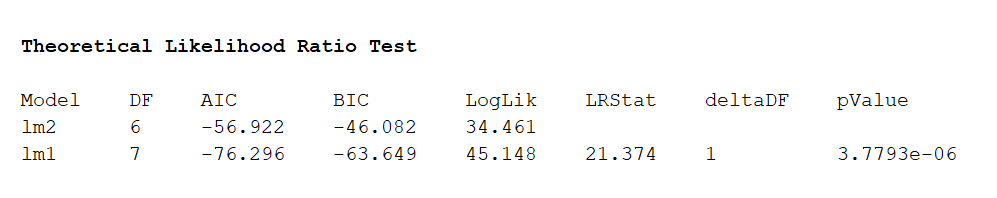 Theoretical Likelihood Ratio Test
Model DF AIC BIC LogLik LRStat deltaDF pValue
lm2 6 -56.922 -46.082 34.461
lm1 7 -76.296 -63.649 45.148 21.374 1 3.7793e-06